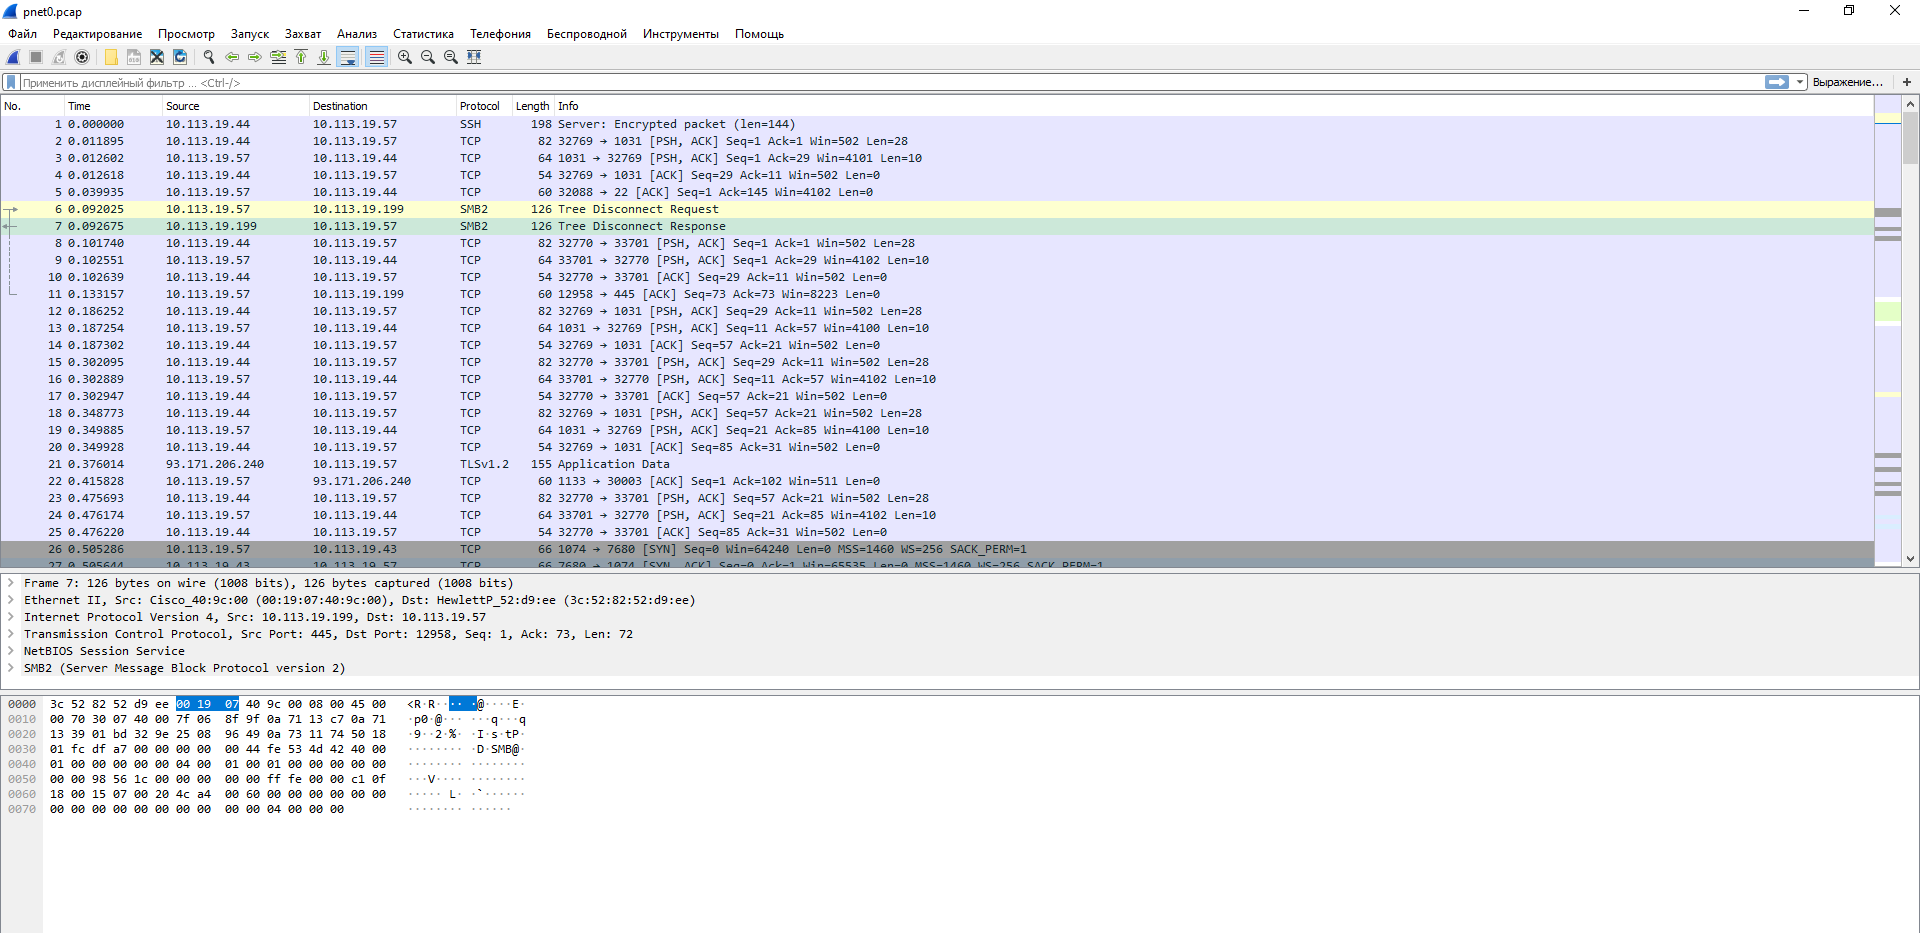 pnet0.pcap
Файл Редактирование Просмотр Запуск Захват Анализ Статистика Телефония Беспроводной Инструменты Помощь
Применить дисплейный фильтр ... <Ctrl-/> Выражение… +
No. Time Source Destination Protocol Length Info
1 0.000000 10.113.19.44 10.113.19.57 SSH 198 Server: Encrypted packet (len=144)
2 0.011895 10.113.19.44 10.113.19.57 TCP 82 32769 → 1031 [PSH, ACK] Seq=1 Ack=1 Win=502 Len=28
3 0.012602 10.113.19.57 10.113.19.44 TCP 64 1031 → 32769 [PSH, ACK] Seq=1 Ack=29 Win=4101 Len=10
4 0.012618 10.113.19.44 10.113.19.57 TCP 54 32769 → 1031 [ACK] Seq=29 Ack=11 Win=502 Len=0
5 0.039935 10.113.19.57 10.113.19.44 TCP 60 32088 → 22 [ACK] Seq=1 Ack=145 Win=4102 Len=0
6 0.092025 10.113.19.57 10.113.19.199 SMB2 126 Tree Disconnect Request
7 0.092675 10.113.19.199 10.113.19.57 SMB2 126 Tree Disconnect Response
8 0.101740 10.113.19.44 10.113.19.57 TCP 82 32770 → 33701 [PSH, ACK] Seq=1 Ack=1 Win=502 Len=28
9 0.102551 10.113.19.57 10.113.19.44 TCP 64 33701 → 32770 [PSH, ACK] Seq=1 Ack=29 Win=4102 Len=10
10 0.102639 10.113.19.44 10.113.19.57 TCP 54 32770 → 33701 [ACK] Seq=29 Ack=11 Win=502 Len=0
11 0.133157 10.113.19.57 10.113.19.199 TCP 60 12958 → 445 [ACK] Seq=73 Ack=73 Win=8223 Len=0
12 0.186252 10.113.19.44 10.113.19.57 TCP 82 32769 → 1031 [PSH, ACK] Seq=29 Ack=11 Win=502 Len=28
13 0.187254 10.113.19.57 10.113.19.44 TCP 64 1031 → 32769 [PSH, ACK] Seq=11 Ack=57 Win=4100 Len=10
14 0.187302 10.113.19.44 10.113.19.57 TCP 54 32769 → 1031 [ACK] Seq=57 Ack=21 Win=502 Len=0
15 0.302095 10.113.19.44 10.113.19.57 TCP 82 32770 → 33701 [PSH, ACK] Seq=29 Ack=11 Win=502 Len=28
16 0.302889 10.113.19.57 10.113.19.44 TCP 64 33701 → 32770 [PSH, ACK] Seq=11 Ack=57 Win=4102 Len=10
17 0.302947 10.113.19.44 10.113.19.57 TCP 54 32770 → 33701 [ACK] Seq=57 Ack=21 Win=502 Len=0
18 0.348773 10.113.19.44 10.113.19.57 TCP 82 32769 → 1031 [PSH, ACK] Seq=57 Ack=21 Win=502 Len=28
19 0.349885 10.113.19.57 10.113.19.44 TCP 64 1031 → 32769 [PSH, ACK] Seq=21 Ack=85 Win=4100 Len=10
20 0.349928 10.113.19.44 10.113.19.57 TCP 54 32769 → 1031 [ACK] Seq=85 Ack=31 Win=502 Len=0
21 0.376014 93.171.206.240 10.113.19.57 TLSv1.2 155 Application Data
22 0.415828 10.113.19.57 93.171.206.240 TCP 60 1133 → 30003 [ACK] Seq=1 Ack=102 Win=511 Len=0
23 0.475693 10.113.19.44 10.113.19.57 TCP 82 32770 → 33701 [PSH, ACK] Seq=57 Ack=21 Win=502 Len=28
24 0.476174 10.113.19.57 10.113.19.44 TCP 64 33701 → 32770 [PSH, ACK] Seq=21 Ack=85 Win=4102 Len=10
25 0.476220 10.113.19.44 10.113.19.57 TCP 54 32770 → 33701 [ACK] Seq=85 Ack=31 Win=502 Len=0
26 0.505286 10.113.19.57 10.113.19.43 TCP 66 1074 → 7680 [SYN] Seq=0 Win=64240 Len=0 MSS=1460 WS=256 SACK_PERM=1
27 0.505644 10.113.19.43 10.113.19.57 TCP 66 7680 → 1074 [SYN, ACK] Seq=0 Ack=1 Win=65535 Len=0 MSS=1460 WS=256 SACK_PERM=1
Frame 7: 126 bytes on wire (1008 bits), 126 bytes captured (1008 bits)
Ethernet II, Src: Cisco_40:9c:00 (00:19:07:40:9c:00), Dst: HewlettP_52:d9:ee (3c:52:82:52:d9:ee)
Internet Protocol Version 4, Src: 10.113.19.199, Dst: 10.113.19.57
Transmission Control Protocol, Src Port: 445, Dst Port: 12958, Seq: 1, Ack: 73, Len: 72
NetBIOS Session Service
SMB2 (Server Message Block Protocol version 2)
0000 3c 52 82 52 d9 ee 00 19 07 40 9c 00 08 00 45 00 <R·R·· ···@····E·
0010 00 70 30 07 40 00 7f 06 8f 9f 0a 71 13 c7 0a 71 ·p0·@··· ···q···q
0020 13 39 01 bd 32 9e 25 08 96 49 0a 73 11 74 50 18 ·9··2·%· ·I·s·tP·
0030 01 fc df a7 00 00 00 00 00 44 fe 53 4d 42 40 00 ········ ·D·SMB@·
0040 01 00 00 00 00 00 04 00 01 00 01 00 00 00 00 00 ········ ········
0050 00 00 98 56 1c 00 00 00 00 00 ff fe 00 00 c1 0f ···V···· ········
0060 18 00 15 07 00 20 4c a4 00 60 00 00 00 00 00 00 ····· L· ·`······
0070 00 00 00 00 00 00 00 00 00 00 04 00 00 00 ········ ······